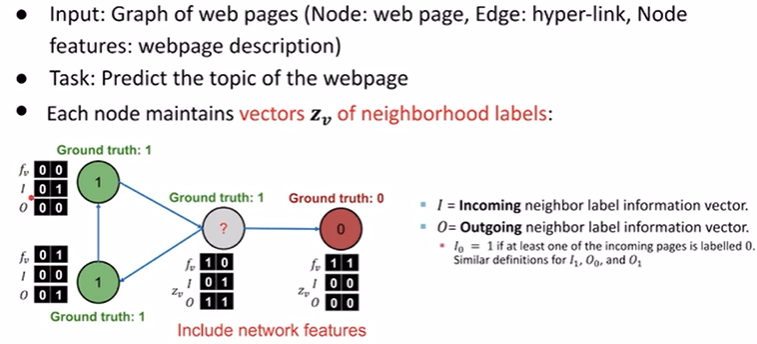 • Input: Graph of web pages (Node: web page, Edge: hyper-link, Node
features: webpage description)
• Task: Predict the topic of the webpage
• Each node maintains vectors z_v of neighborhood labels:
Ground truth: 1
f_v 0 0
I 0 1
O 0 0
1
Ground truth: 1
?
f_v 1 0
z_v I 0 1
O 1 1
Ground truth: 0
0
f_v 1 1
z_v I 0 0
O 0 0
f_v 0 1
I 0 0
O 0 1
1
Ground truth: 1
Include network features
I = Incoming neighbor label information vector.
O= Outgoing neighbor label information vector.
• I_0 = 1 if at least one of the incoming pages is labelled 0.
Similar definitions for I_1, O_0, and O_1